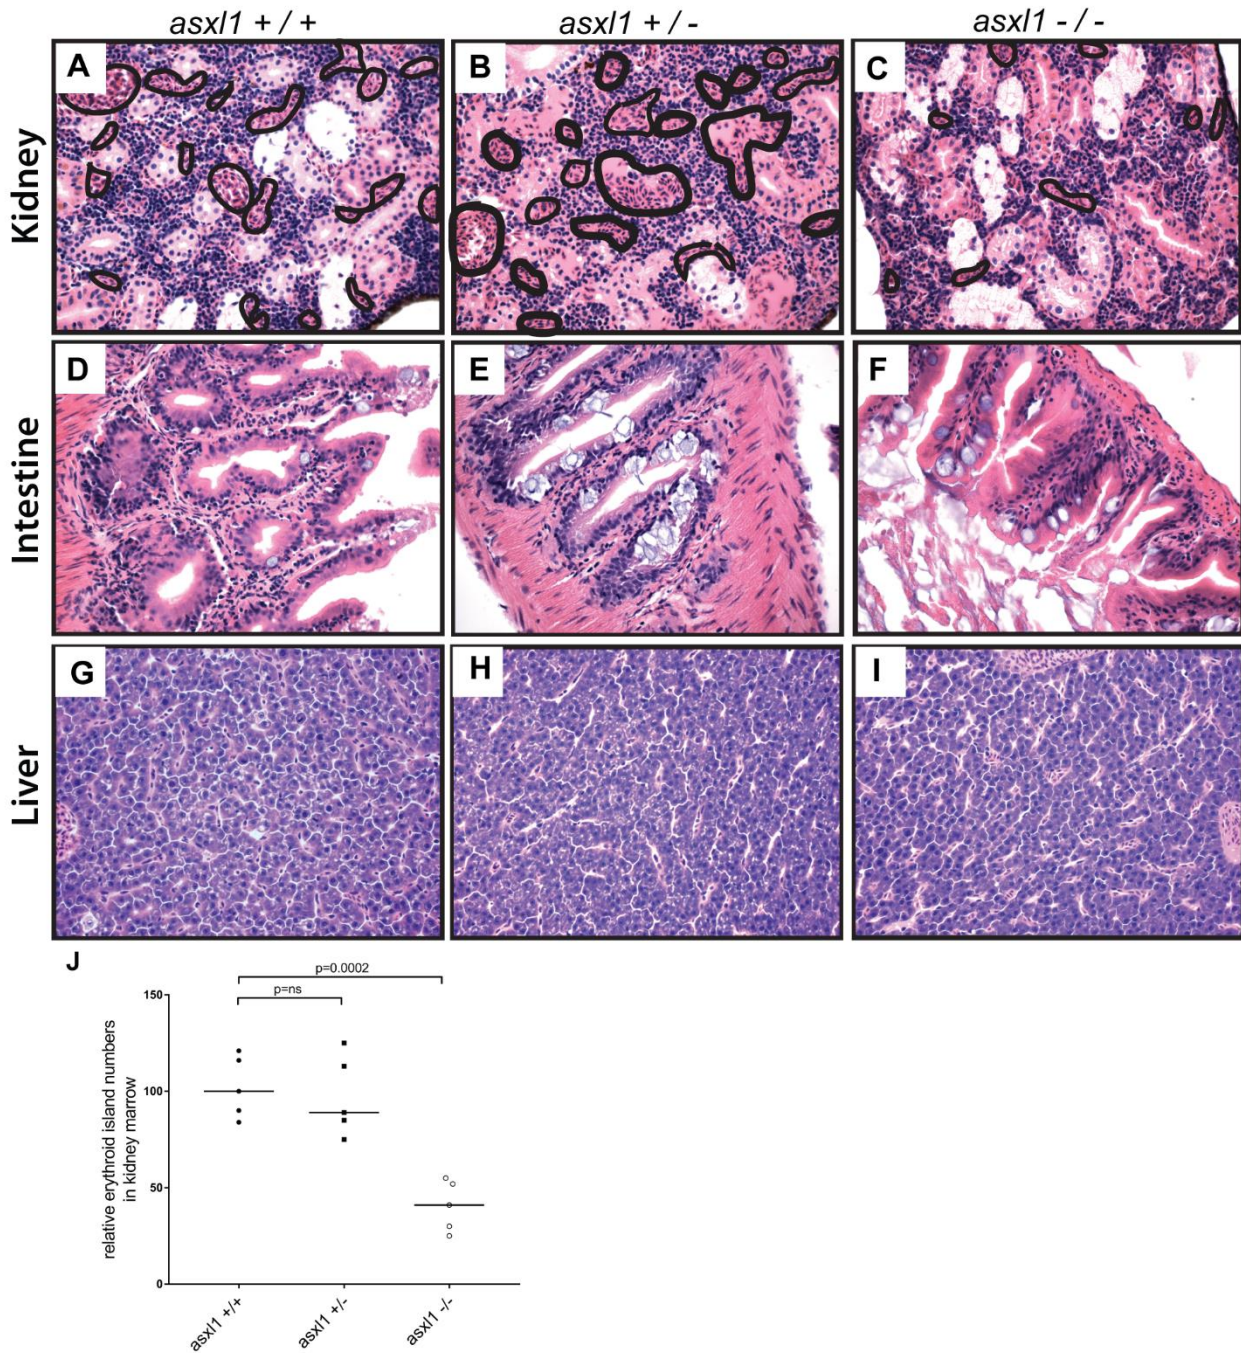 asxl1 +/+
asxl1 +/-
asxl1 -/-
Kidney
A
B
C
Intestine
D
E
F
Liver
G
H
I
J
p=0.0002
p=ns
relative erythroid island numbers
in kidney marrow
150
100
50
0
asxl1 +/+
asxl1 +/-
asxl1 -/-